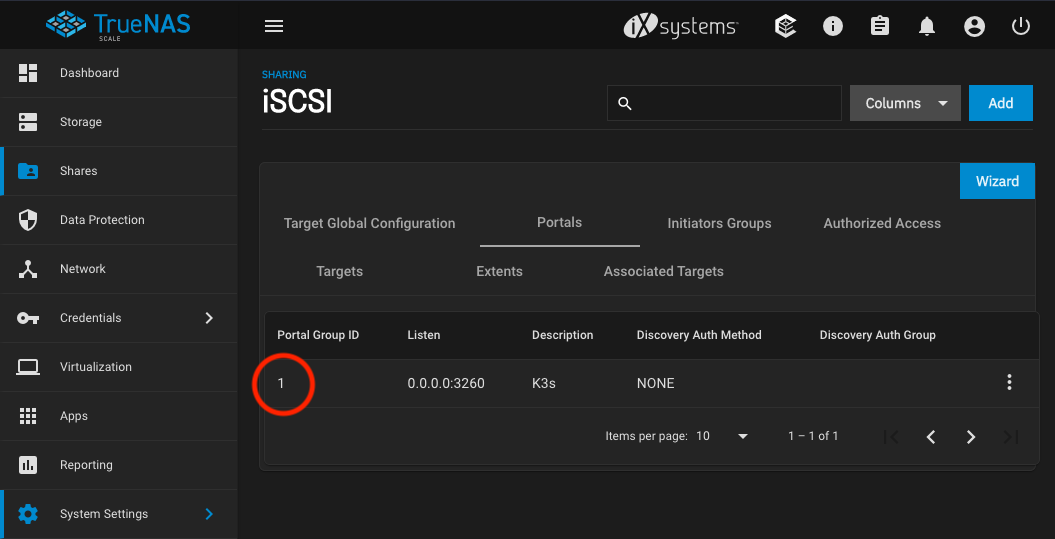 TrueNAS
SCALE
iXsystems
Dashboard
Storage
Shares
Data Protection
Network
Credentials
Virtualization
Apps
Reporting
System Settings
SHARING
iSCSI
Columns
Add
Wizard
Target Global Configuration
Portals
Initiators Groups
Authorized Access
Targets
Extents
Associated Targets
Portal Group ID Listen Description Discovery Auth Method Discovery Auth Group
1 0.0.0.0:3260 K3s NONE
Items per page: 10 1 – 1 of 1